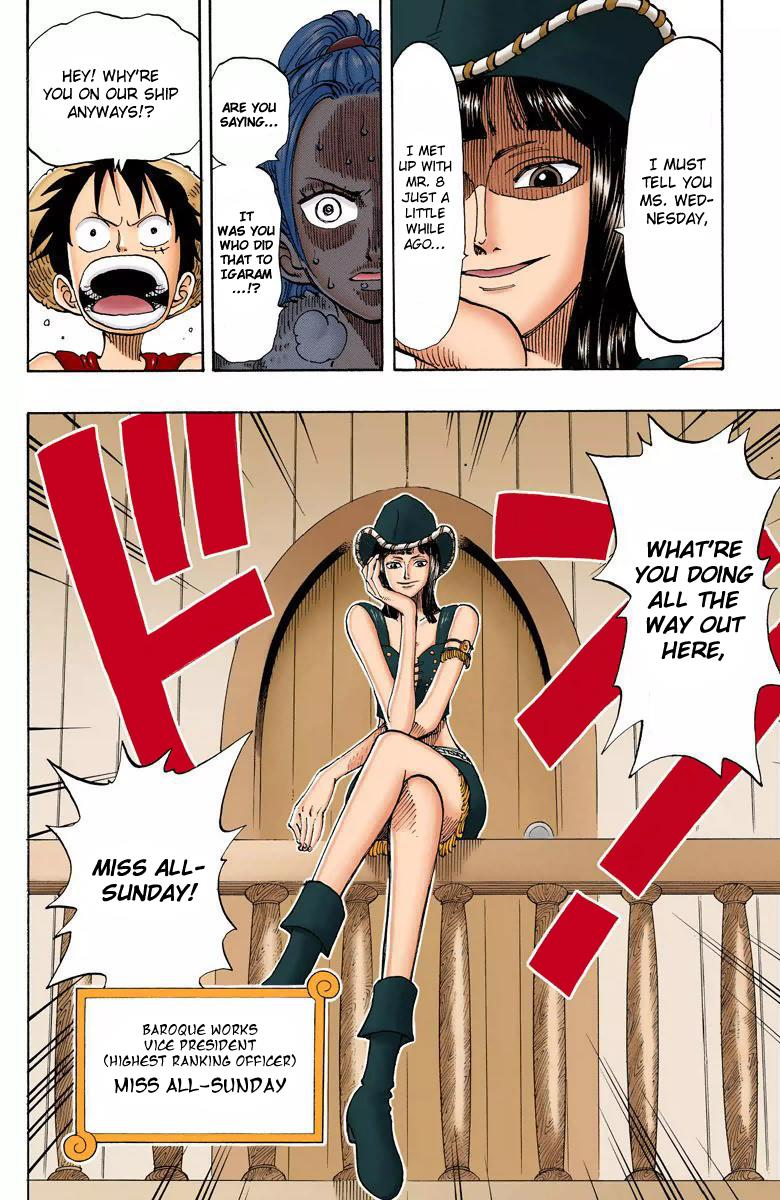 I MUST
TELL YOU
MS. WED-
NESDAY,
I MET
UP WITH
MR. 8
JUST A
LITTLE
WHILE
AGO...
ARE YOU
SAYING...
IT
WAS YOU
WHO DID
THAT TO
IGARAM
...!?
HEY! WHY'RE
YOU ON OUR SHIP
ANYWAYS!?
WHAT'RE
YOU DOING
ALL THE
WAY OUT
HERE,
ドン!
MISS ALL-
SUNDAY!
BAROQUE WORKS
VICE PRESIDENT
(HIGHEST RANKING OFFICER)
MISS ALL-SUNDAY